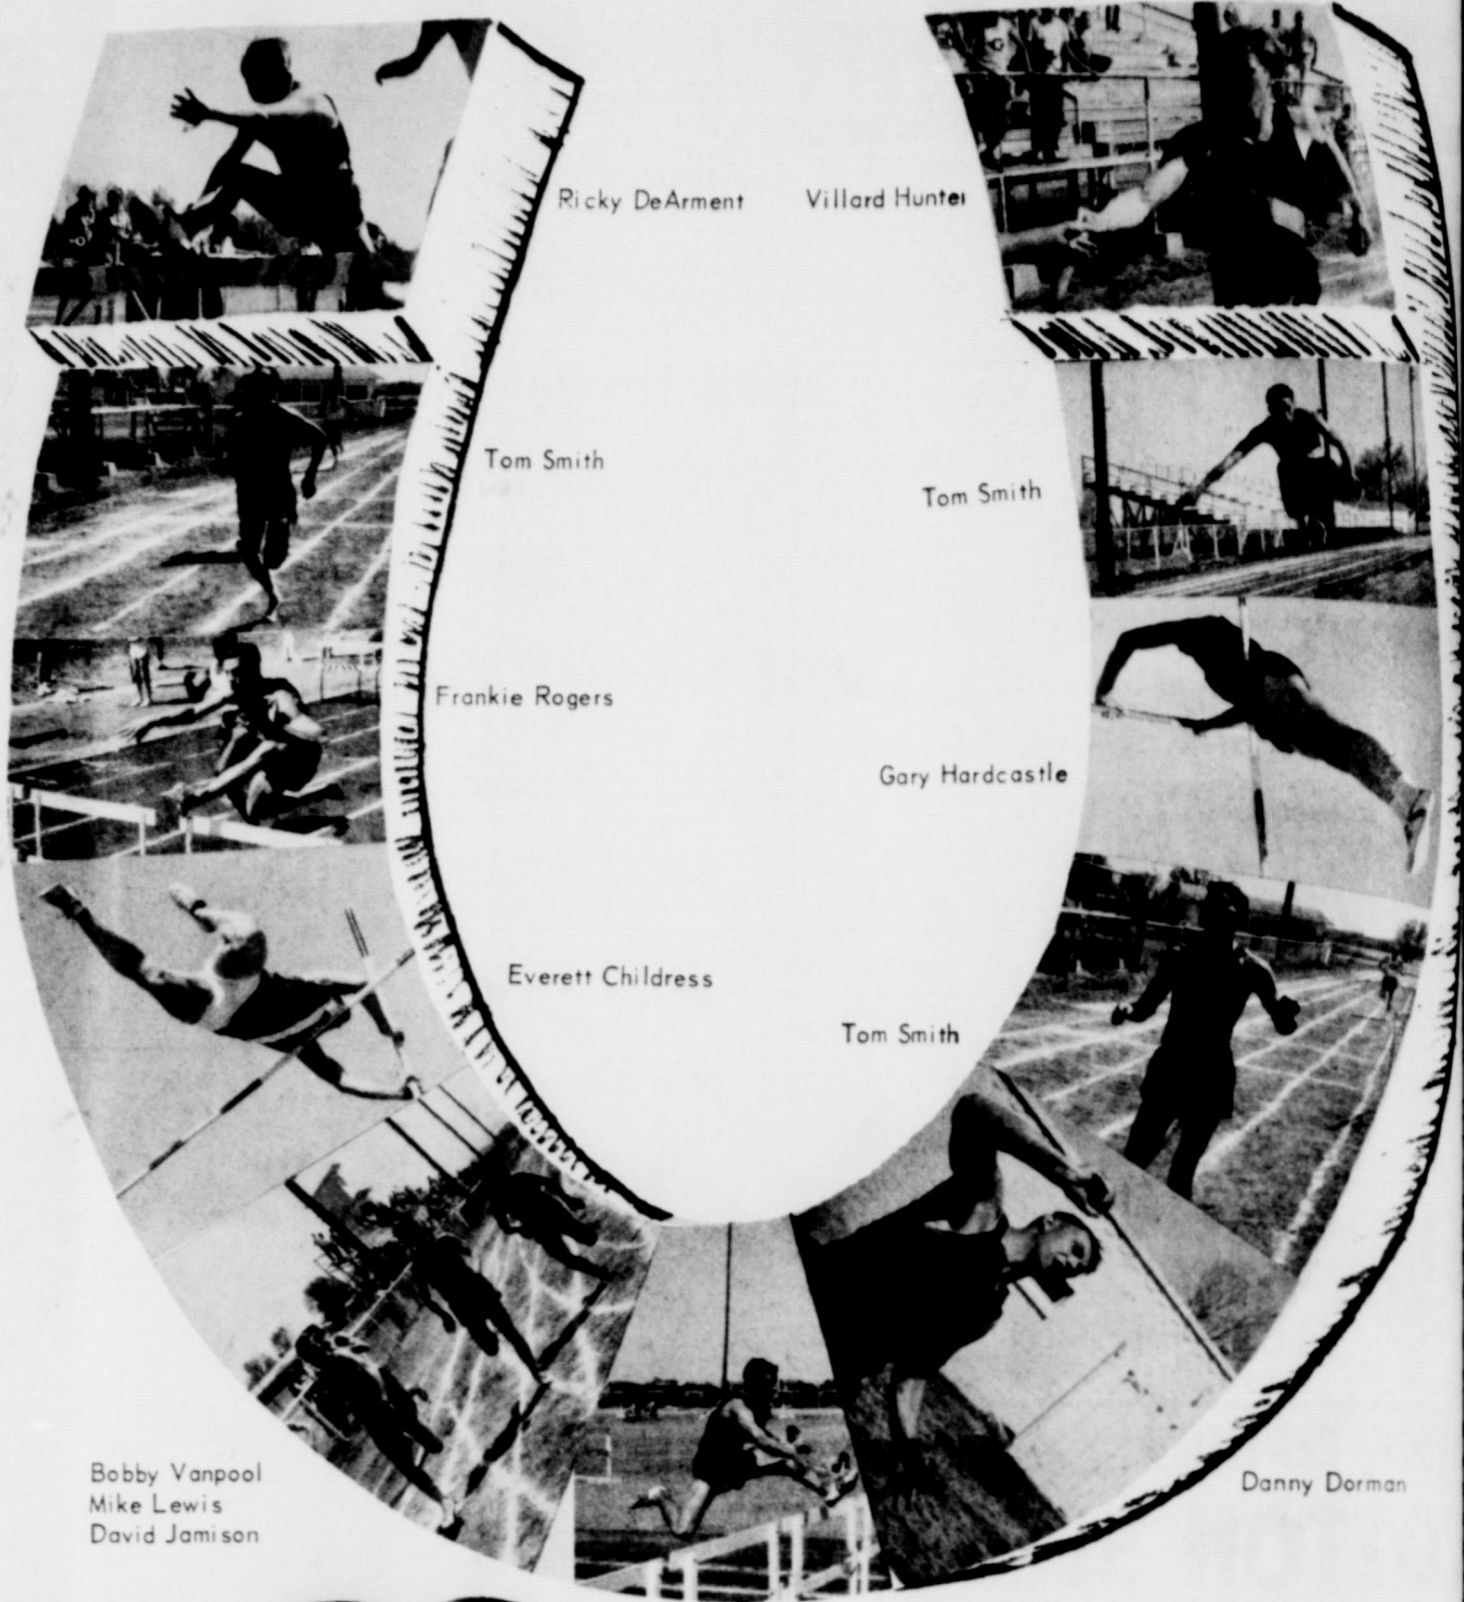 Ricky DeArment
Villard Hunter
Tom Smith
Tom Smith
Frankie Rogers
Gary Hardcastle
Everett Childress
Tom Smith
Bobby Vanpool
Mike Lewis
David Jamison
Danny Dorman